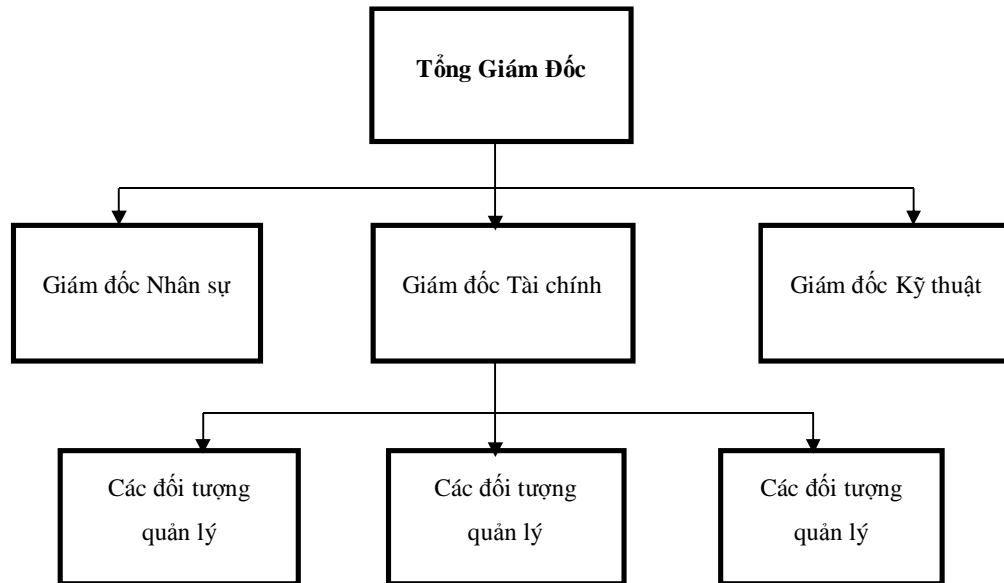 Tổng Giám Đốc
Giám đốc Nhân sự
Giám đốc Tài chính
Giám đốc Kỹ thuật
Các đối tượng
quản lý
Các đối tượng
quản lý
Các đối tượng
quản lý